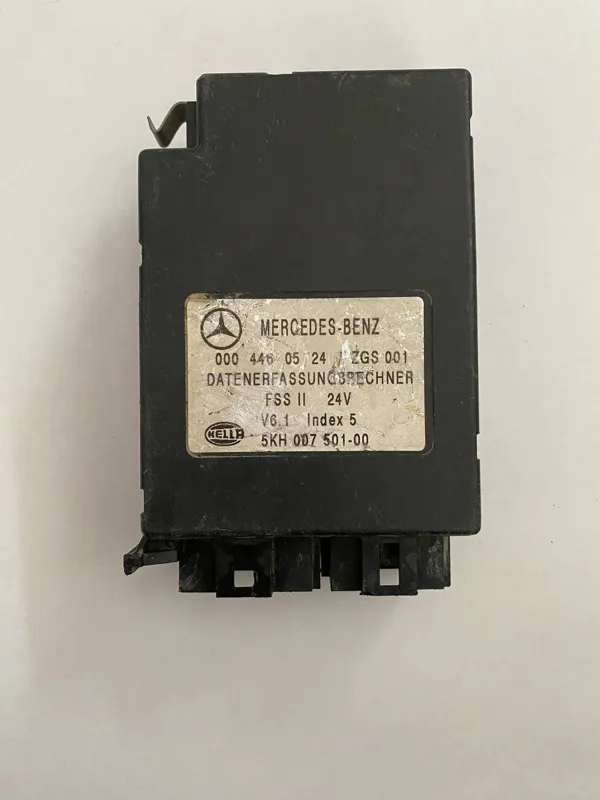 MERCEDES-BENZ
000 446 05 24 / ZGS 001
DATENERFASSUNGSRECHNER
FSS II 24V
V6.1 Index 5
HELLA
5KH 007 501-00